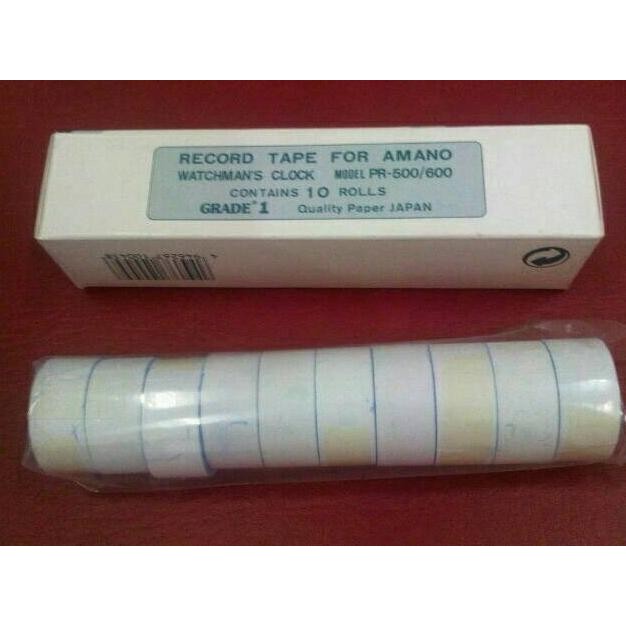 RECORD TAPE FOR AMANO
WATCHMAN'S CLOCK MODEL PR-500/600
CONTAINS 10 ROLLS
GRADE #1 Quality Paper JAPAN